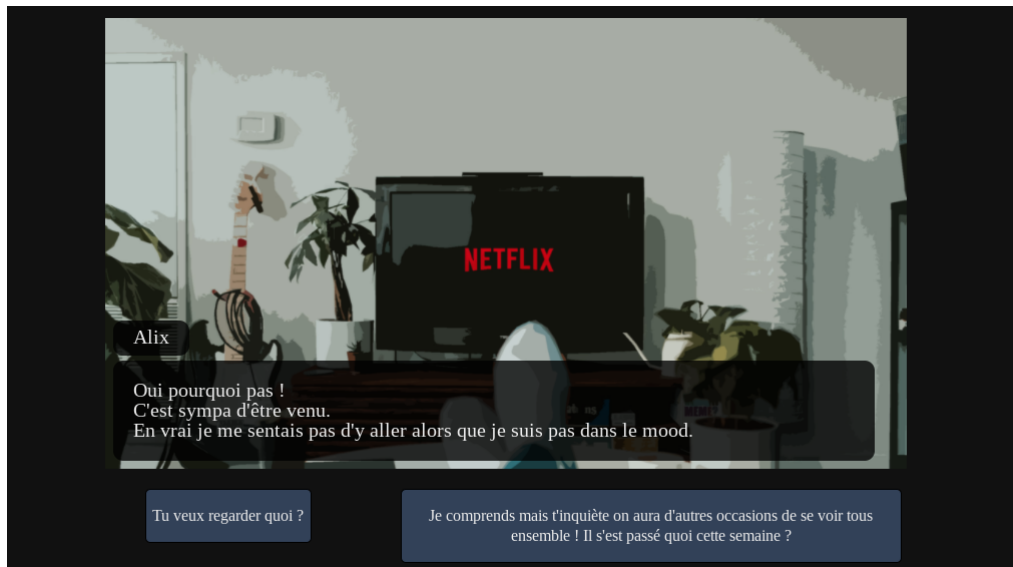 NETFLIX
Alix
Oui pourquoi pas !
C'est sympa d'être venu.
En vrai je me sentais pas d'y aller alors que je suis pas dans le mood.
Tu veux regarder quoi ?
Je comprends mais t'inquiète on aura d'autres occasions de se voir tous
ensemble ! Il s'est passé quoi cette semaine ?